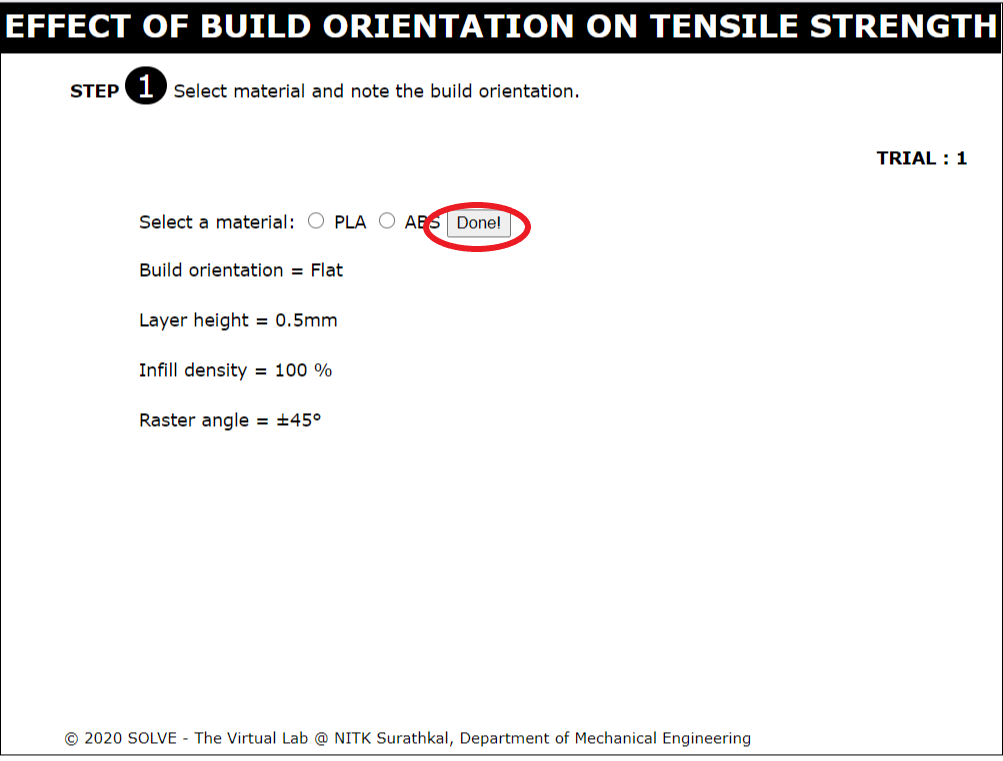 EFFECT OF BUILD ORIENTATION ON TENSILE STRENGTH
STEP 1 Select material and note the build orientation.
TRIAL : 1
Select a material: PLA ABS Done!
Build orientation = Flat
Layer height = 0.5mm
Infill density = 100 %
Raster angle = ±45°
© 2020 SOLVE - The Virtual Lab @ NITK Surathkal, Department of Mechanical Engineering